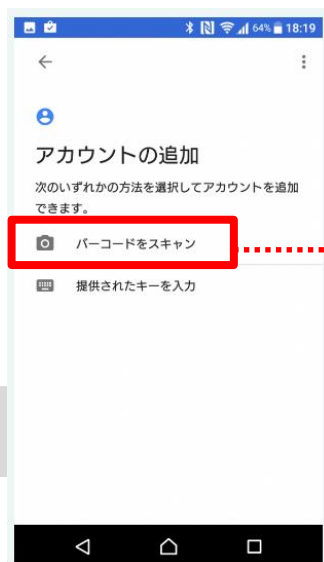 64% 18:19
アカウントの追加
次のいずれかの方法を選択してアカウントを追加
できます。
バーコードをスキャン
提供されたキーを入力